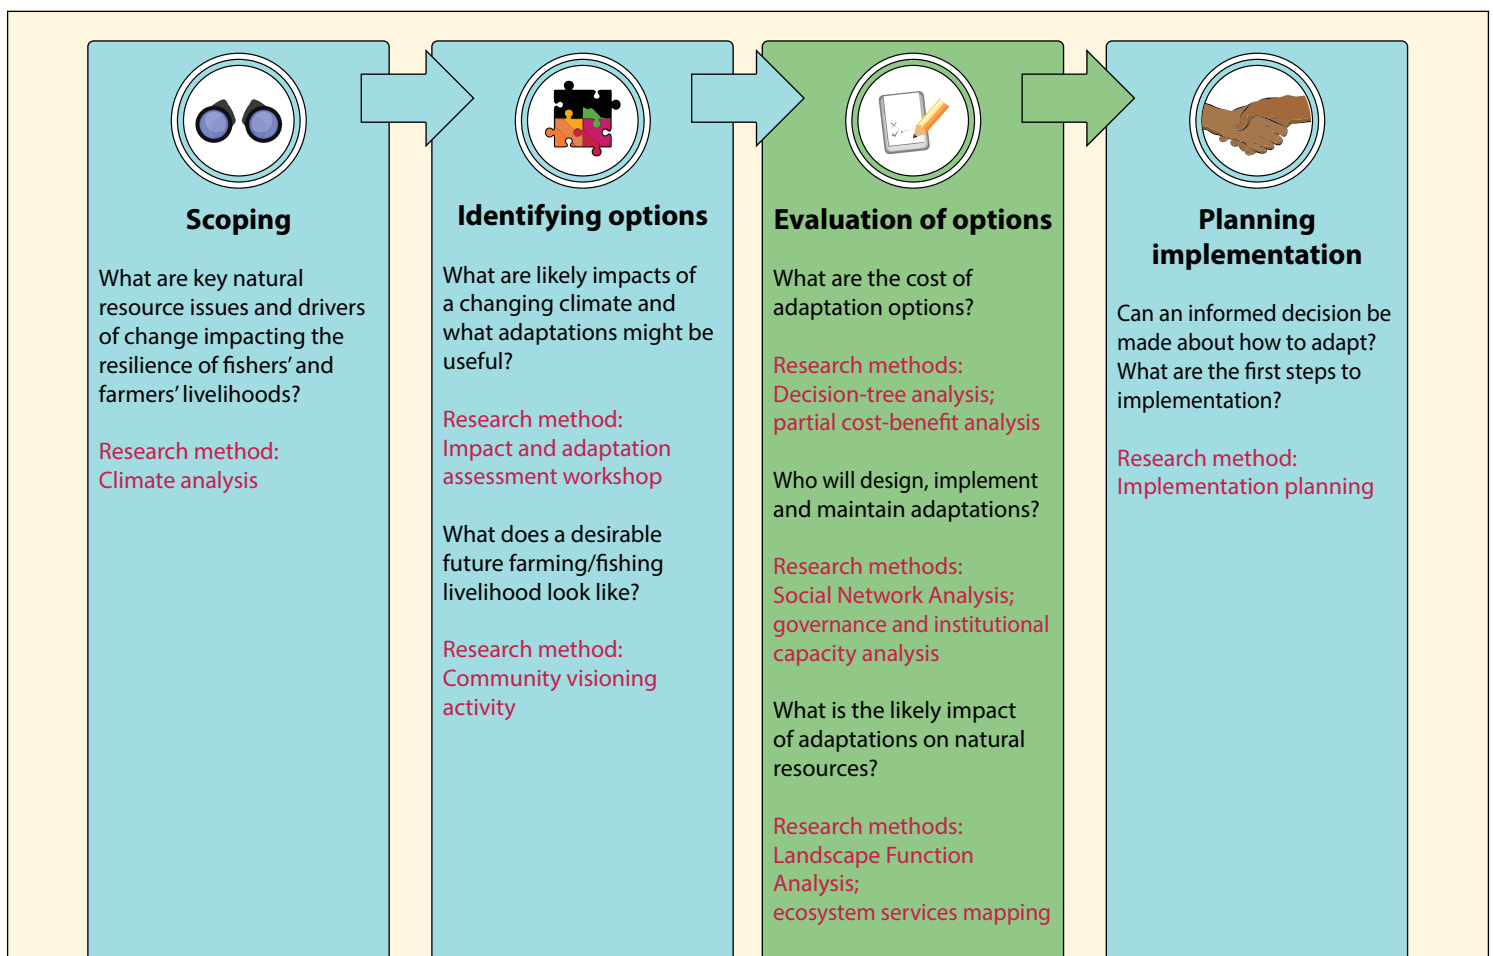 Scoping
What are key natural
resource issues and drivers
of change impacting the
resilience of fishers’ and
farmers’ livelihoods?
Research method:
Climate analysis
Identifying options
What are likely impacts of
a changing climate and
what adaptations might be
useful?
Research method:
Impact and adaptation
assessment workshop
What does a desirable
future farming/fishing
livelihood look like?
Research method:
Community visioning
activity
Evaluation of options
What are the cost of
adaptation options?
Research methods:
Decision-tree analysis;
partial cost-benefit analysis
Who will design, implement
and maintain adaptations?
Research methods:
Social Network Analysis;
governance and institutional
capacity analysis
What is the likely impact
of adaptations on natural
resources?
Research methods:
Landscape Function
Analysis;
ecosystem services mapping
Planning
implementation
Can an informed decision be
made about how to adapt?
What are the first steps to
implementation?
Research method:
Implementation planning